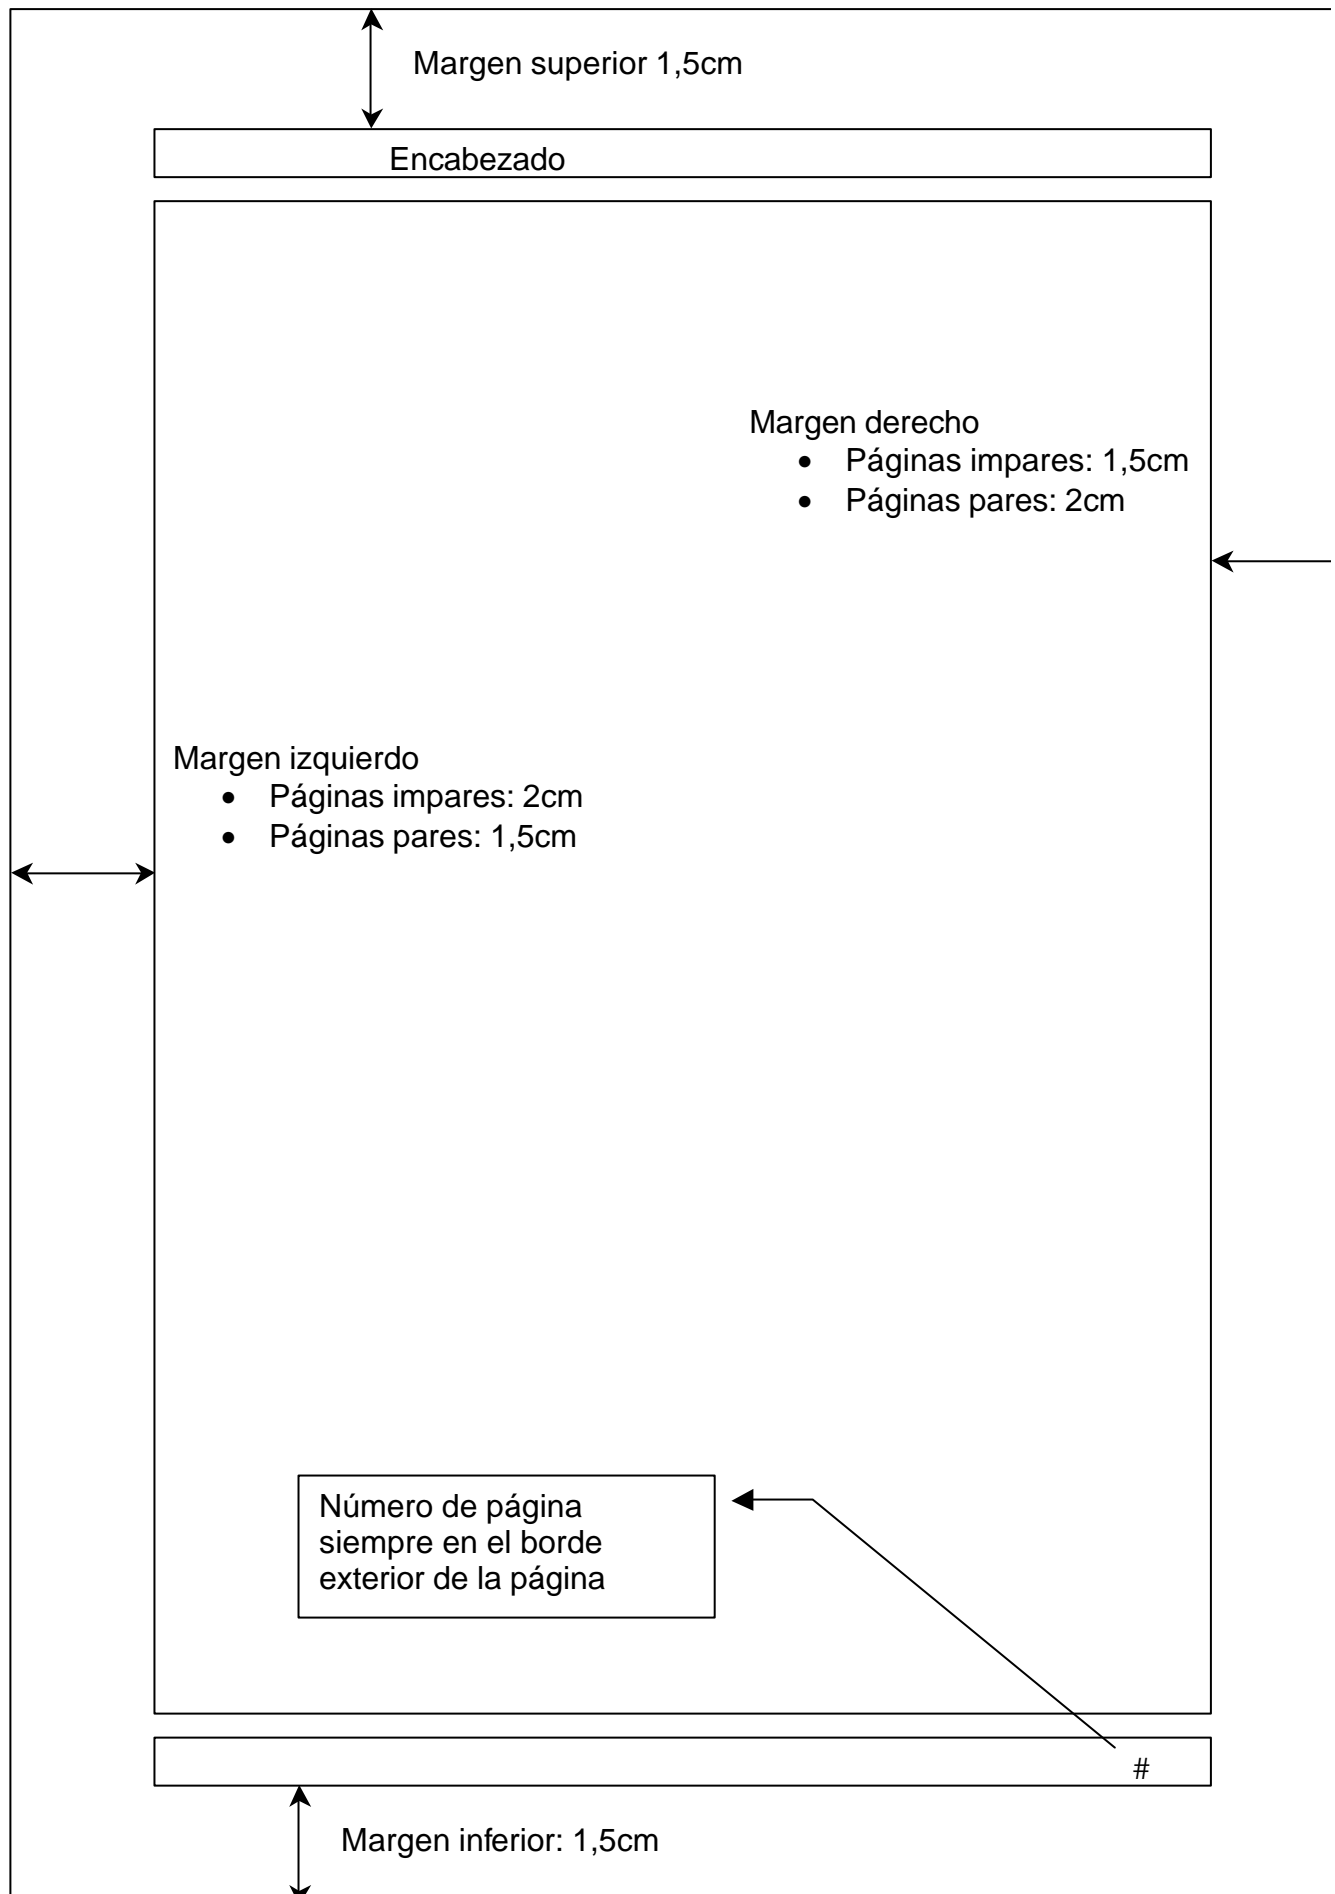 Margen superior 1,5cm
Encabezado
Margen derecho
• Páginas impares: 1,5cm
• Páginas pares: 2cm
Margen izquierdo
• Páginas impares: 2cm
• Páginas pares: 1,5cm
Número de página
siempre en el borde
exterior de la página
#
Margen inferior: 1,5cm